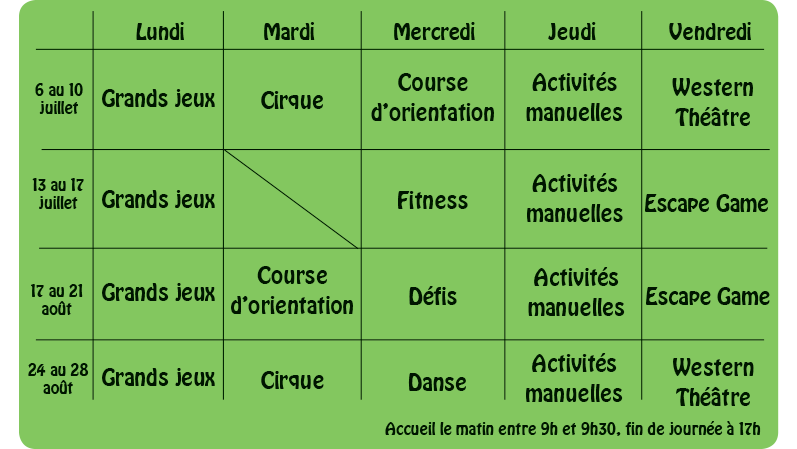 Lundi Mardi Mercredi Jeudi Vendredi
6 au 10
juillet
Grands jeux
Cirque
Course
d'orientation
Activités
manuelles
Western
Théâtre
13 au 17
juillet
Grands jeux
Fitness
Activités
manuelles
Escape Game
17 au 21
août
Grands jeux
Course
d'orientation
Défis
Activités
manuelles
Escape Game
24 au 28
août
Grands jeux
Cirque
Danse
Activités
manuelles
Western
Théâtre
Accueil le matin entre 9h et 9h30, fin de journée à 17h